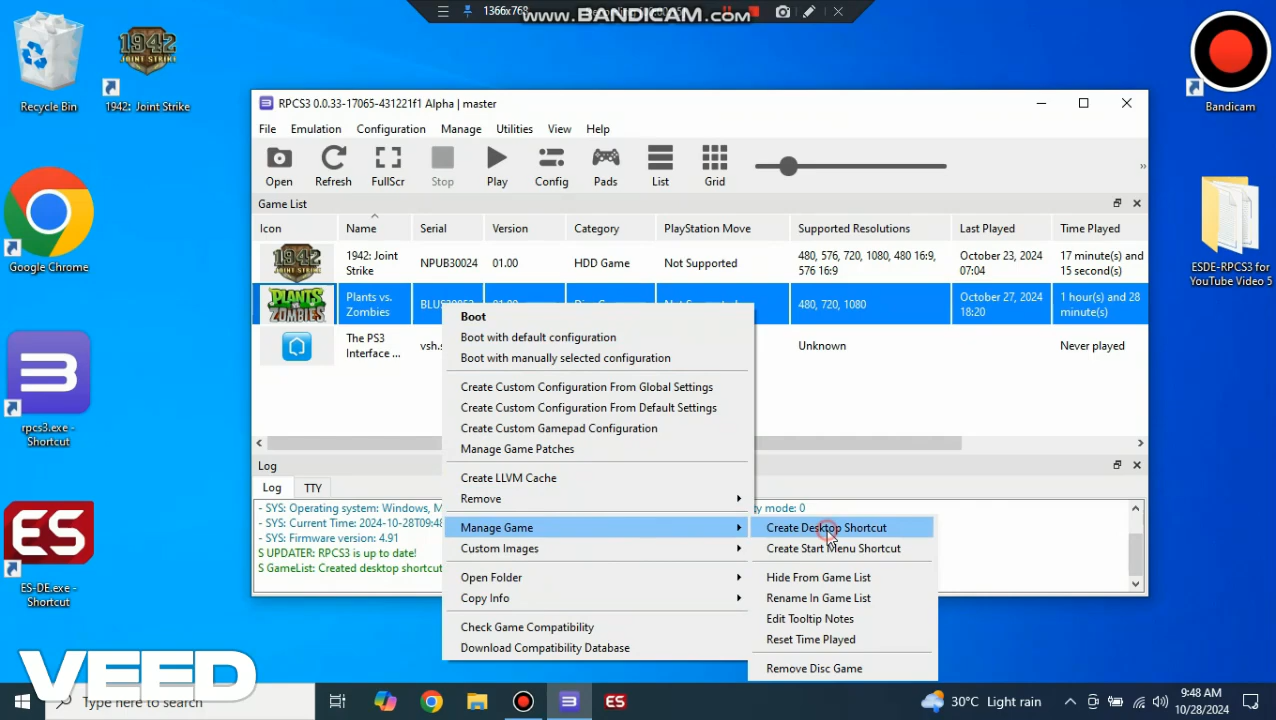 1366x768
www.BANDICAM.com
Recycle Bin
1942: Joint Strike
Bandicam
Google Chrome
ESDE-RPCS3 for
YouTube Video 5
rpcs3.exe -
Shortcut
ES
ES-DE.exe -
Shortcut
RPCS3 0.0.33-17065-431221f1 Alpha | master
File Emulation Configuration Manage Utilities View Help
Open Refresh FullScr Stop Play Config Pads List Grid
Game List
Icon Name Serial Version Category PlayStation Move Supported Resolutions Last Played Time Played
1942 1942: Joint
Strike NPUB30024 01.00 HDD Game Not Supported 480, 576, 720, 1080, 480 16:9,
576 16:9 October 23, 2024
07:04 17 minute(s) and
15 second(s)
PLANTS
ZOMBIES Plants vs.
Zombies 480, 720, 1080 October 27, 2024
18:20 1 hour(s) and 28
minute(s)
The PS3
Interface ... vsh.s Unknown Never played
Boot
Boot with default configuration
Boot with manually selected configuration
Create Custom Configuration From Global Settings
Create Custom Configuration From Default Settings
Create Custom Gamepad Configuration
Manage Game Patches
Create LLVM Cache
Remove
Manage Game
Custom Images
Open Folder
Copy Info
Check Game Compatibility
Download Compatibility Database
Create Desktop Shortcut
Create Start Menu Shortcut
Hide From Game List
Rename In Game List
Edit Tooltip Notes
Reset Time Played
Remove Disc Game
Log
Log TTY
- SYS: Operating system: Windows, M y mode: 0
- SYS: Current Time: 2024-10-28T09:48
- SYS: Firmware version: 4.91
S UPDATER: RPCS3 is up to date!
S GameList: Created desktop shortcut
VEED
Type here to search
ES
30°C Light rain
9:48 AM
10/28/2024